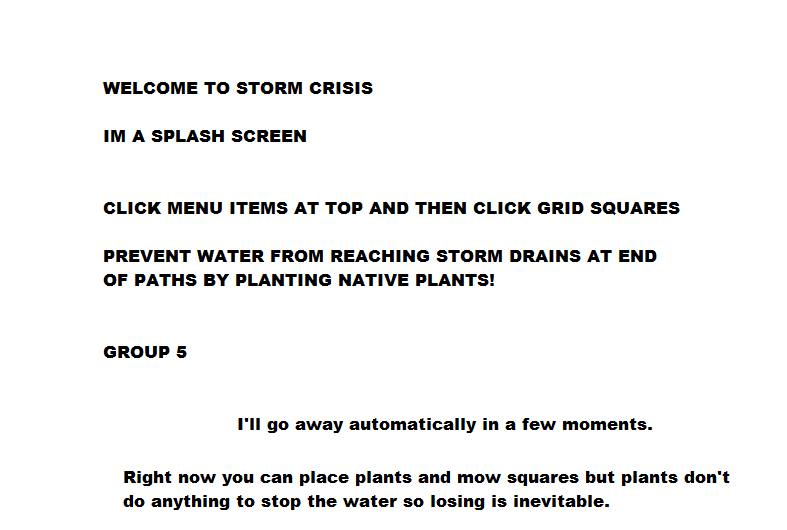 WELCOME TO STORM CRISIS
IM A SPLASH SCREEN
CLICK MENU ITEMS AT TOP AND THEN CLICK GRID SQUARES
PREVENT WATER FROM REACHING STORM DRAINS AT END
OF PATHS BY PLANTING NATIVE PLANTS!
GROUP 5
I'll go away automatically in a few moments.
Right now you can place plants and mow squares but plants don't
do anything to stop the water so losing is inevitable.